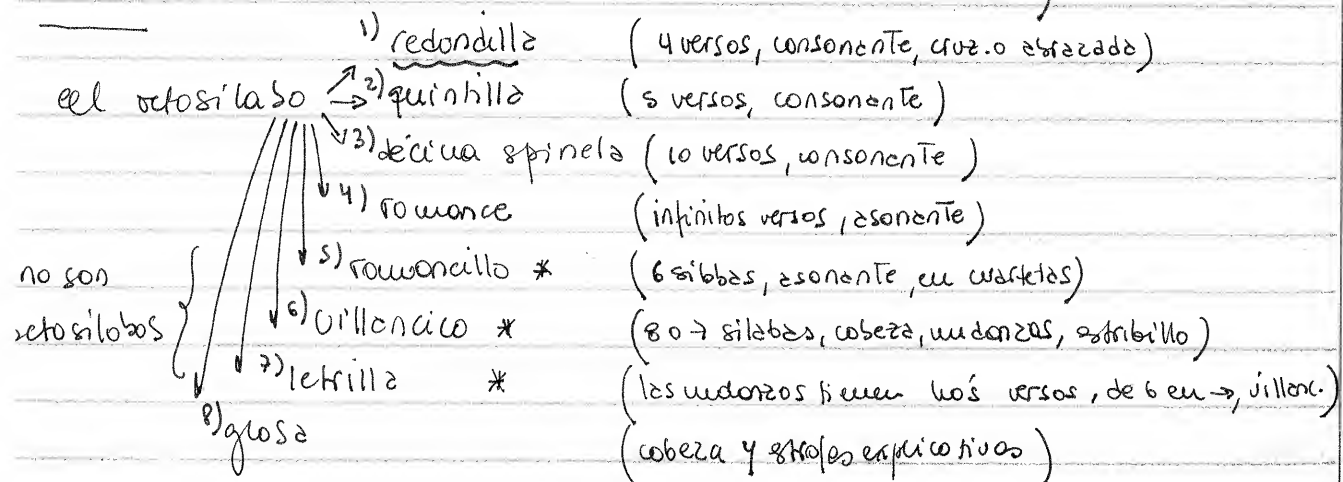 1) redondilla (4 versos, consonante, cruz. o abrazada)
el octosílabo 2) quintilla (5 versos, consonante)
3) décima espinela (10 versos, consonante)
4) romance (infinitos versos, asonante)
5) romancillo * (6 sílabas, asonante, en cuartetas)
no son
octosílabos
6) villancico * (8 o 7 sílabas, cabeza, mudanzas, estribillo)
7) letrilla * (las mudanzas tienen más versos, de 6 en →, villanc.)
8) glosa (cabeza y estrofas explicativas)